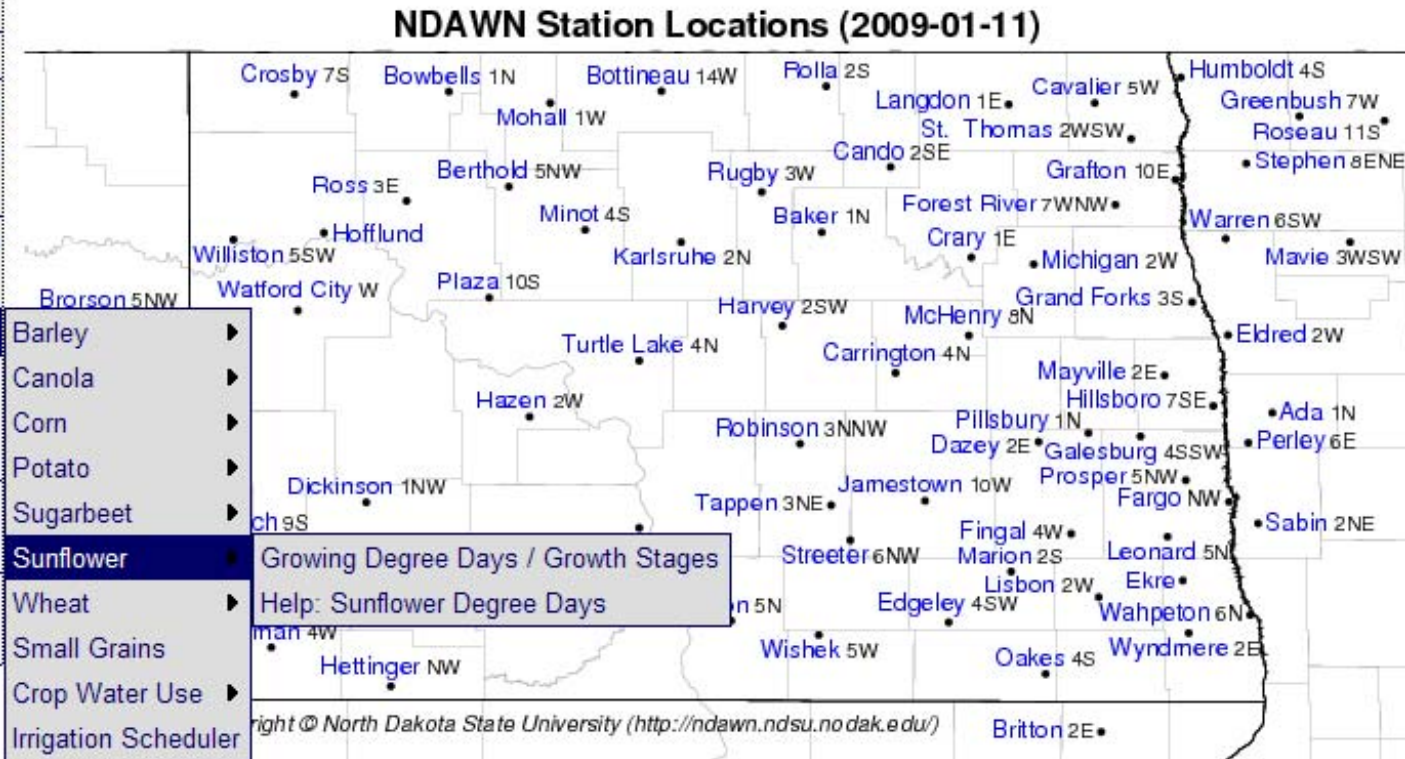 NDAWN Station Locations (2009-01-11)
Crosby 7S
Bowbells 1N
Bottineau 14W
Rolla 2S
Humboldt 4S
Mohall 1W
Langdon 1E
Cavalier 5W
Greenbush 7W
St. Thomas 2WSW
Roseau 11S
Cando 2SE
Stephen 8ENE
Berthold 5NW
Rugby 3W
Grafton 10E
Ross 3E
Minot 4S
Baker 1N
Forest River 7WNW
Warren 6SW
Hofflund
Crary 1E
Williston 5SW
Karlsruhe 2N
Michigan 2W
Mavie 3WSW
Plaza 10S
Watford City W
Brorson 5NW
Harvey 2SW
Grand Forks 3S
McHenry 8N
Eldred 2W
Turtle Lake 4N
Carrington 4N
Mayville 2E
Hazen 2W
Hillsboro 7SE
Ada 1N
Pillsbury 1N
Robinson 3NNW
Dazey 2E
Galesburg 4SSW
Perley 6E
Prosper 5NW
Dickinson 1NW
Jamestown 10W
Tappen 3NE
Fargo NW
ch 9S
Fingal 4W
Sabin 2NE
Streeter 6NW
Marion 2S
Leonard 5N
Lisbon 2W
Ekre
on 5N
Edgeley 4SW
Wahpeton 6N
man 4W
Wishek 5W
Oakes 4S
Wyndmere 2E
Hettinger NW
right © North Dakota State University (http://ndawn.ndsu.nodak.edu/)
Britton 2E
Barley
Canola
Corn
Potato
Sugarbeet
Sunflower
Growing Degree Days / Growth Stages
Help: Sunflower Degree Days
Wheat
Small Grains
Crop Water Use
Irrigation Scheduler